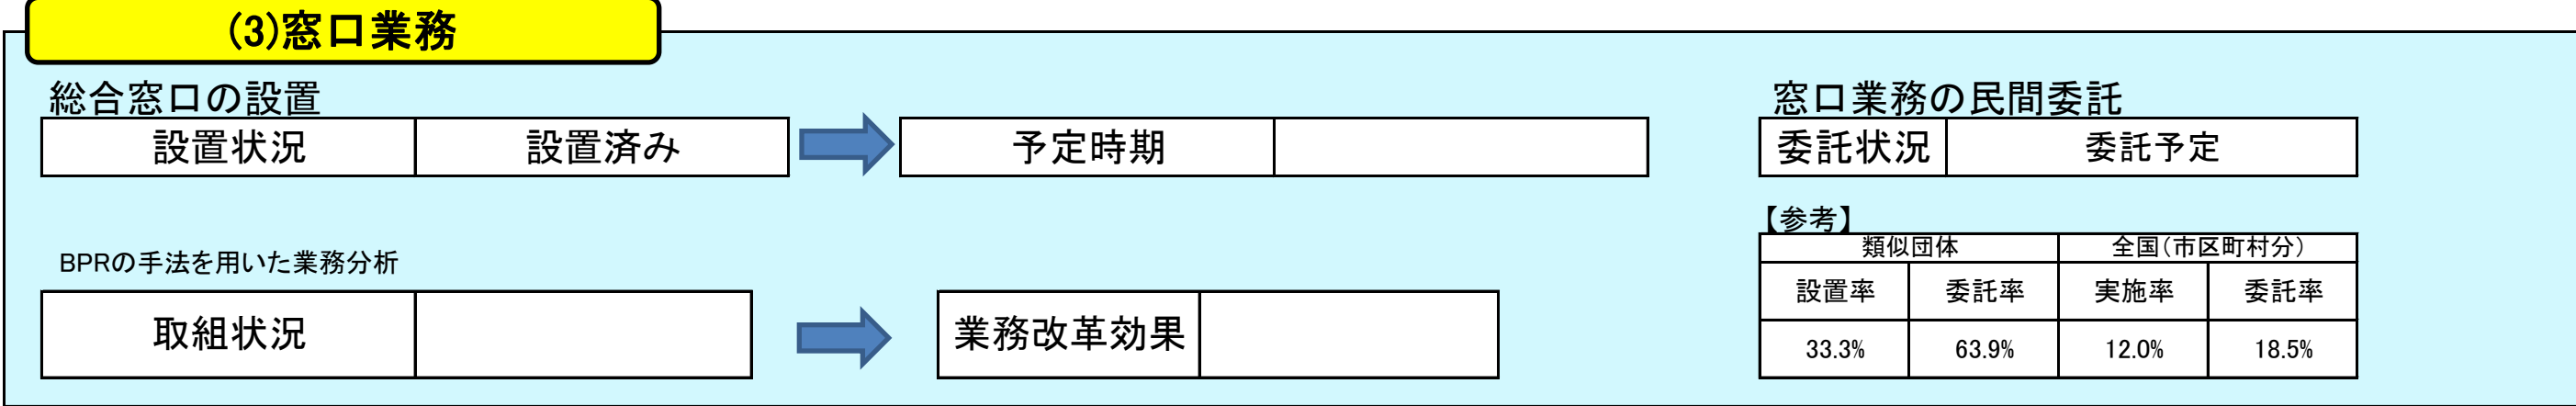 (3)窓口業務
総合窓口の設置
設置状況 設置済み 予定時期
BPRの手法を用いた業務分析
取組状況 業務改革効果
窓口業務の民間委託
委託状況 委託予定
【参考】
類似団体 全国(市区町村分)
設置率 委託率 実施率 委託率
33.3% 63.9% 12.0% 18.5%